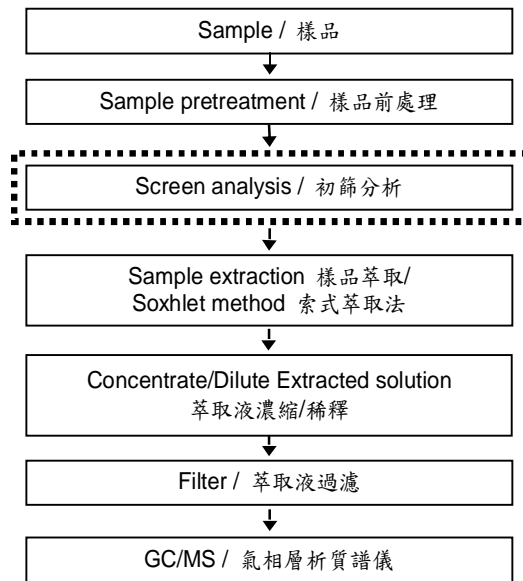 Sample / 樣品
Sample pretreatment / 樣品前處理
Screen analysis / 初篩分析
Sample extraction 樣品萃取/
Soxhlet method 索式萃取法
Concentrate/Dilute Extracted solution
萃取液濃縮/稀釋
Filter / 萃取液過濾
GC/MS / 氣相層析質譜儀